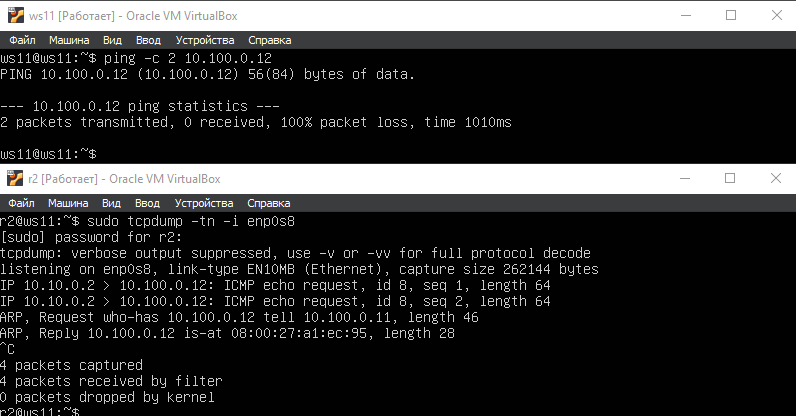 ws11 [Работает] - Oracle VM VirtualBox
Файл Машина Вид Ввод Устройства Справка
ws11@ws11:~$ ping -c 2 10.100.0.12
PING 10.100.0.12 (10.100.0.12) 56(84) bytes of data.
--- 10.100.0.12 ping statistics ---
2 packets transmitted, 0 received, 100% packet loss, time 1010ms
ws11@ws11:~$
r2 [Работает] - Oracle VM VirtualBox
Файл Машина Вид Ввод Устройства Справка
r2@ws11:~$ sudo tcpdump -tn -i enp0s8
[sudo] password for r2:
tcpdump: verbose output suppressed, use -v or -vv for full protocol decode
listening on enp0s8, link-type EN10MB (Ethernet), capture size 262144 bytes
IP 10.10.0.2 > 10.100.0.12: ICMP echo request, id 8, seq 1, length 64
IP 10.10.0.2 > 10.100.0.12: ICMP echo request, id 8, seq 2, length 64
ARP, Request who-has 10.100.0.12 tell 10.100.0.11, length 46
ARP, Reply 10.100.0.12 is-at 08:00:27:a1:ec:95, length 28
^C
4 packets captured
4 packets received by filter
0 packets dropped by kernel
r2@ws11:~$